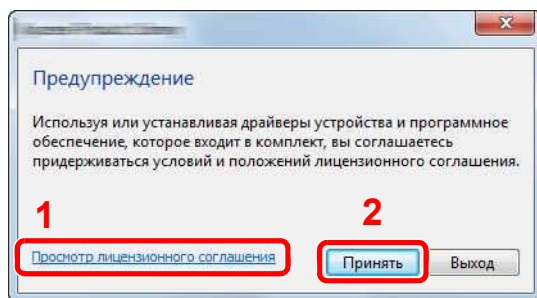 Предупреждение
Используя или устанавливая драйверы устройства и программное
обеспечение, которое входит в комплект, вы соглашаетесь
придерживаться условий и положений лицензионного соглашения.
1
2
Просмотр лицензионного соглашения
Принять
Выход